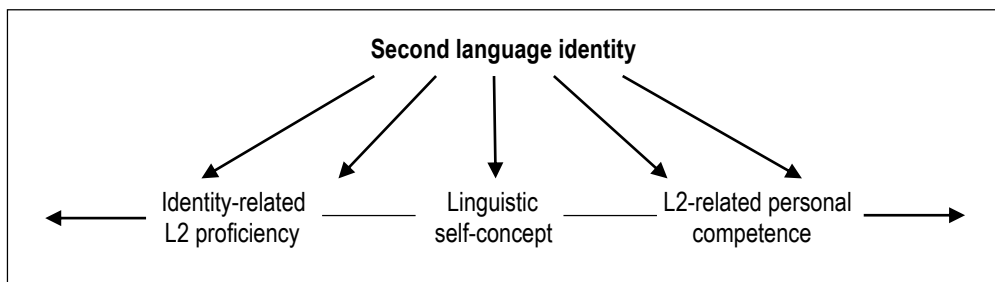 Second language identity
Identity-related
L2 proficiency
Linguistic
self-concept
L2-related personal
competence